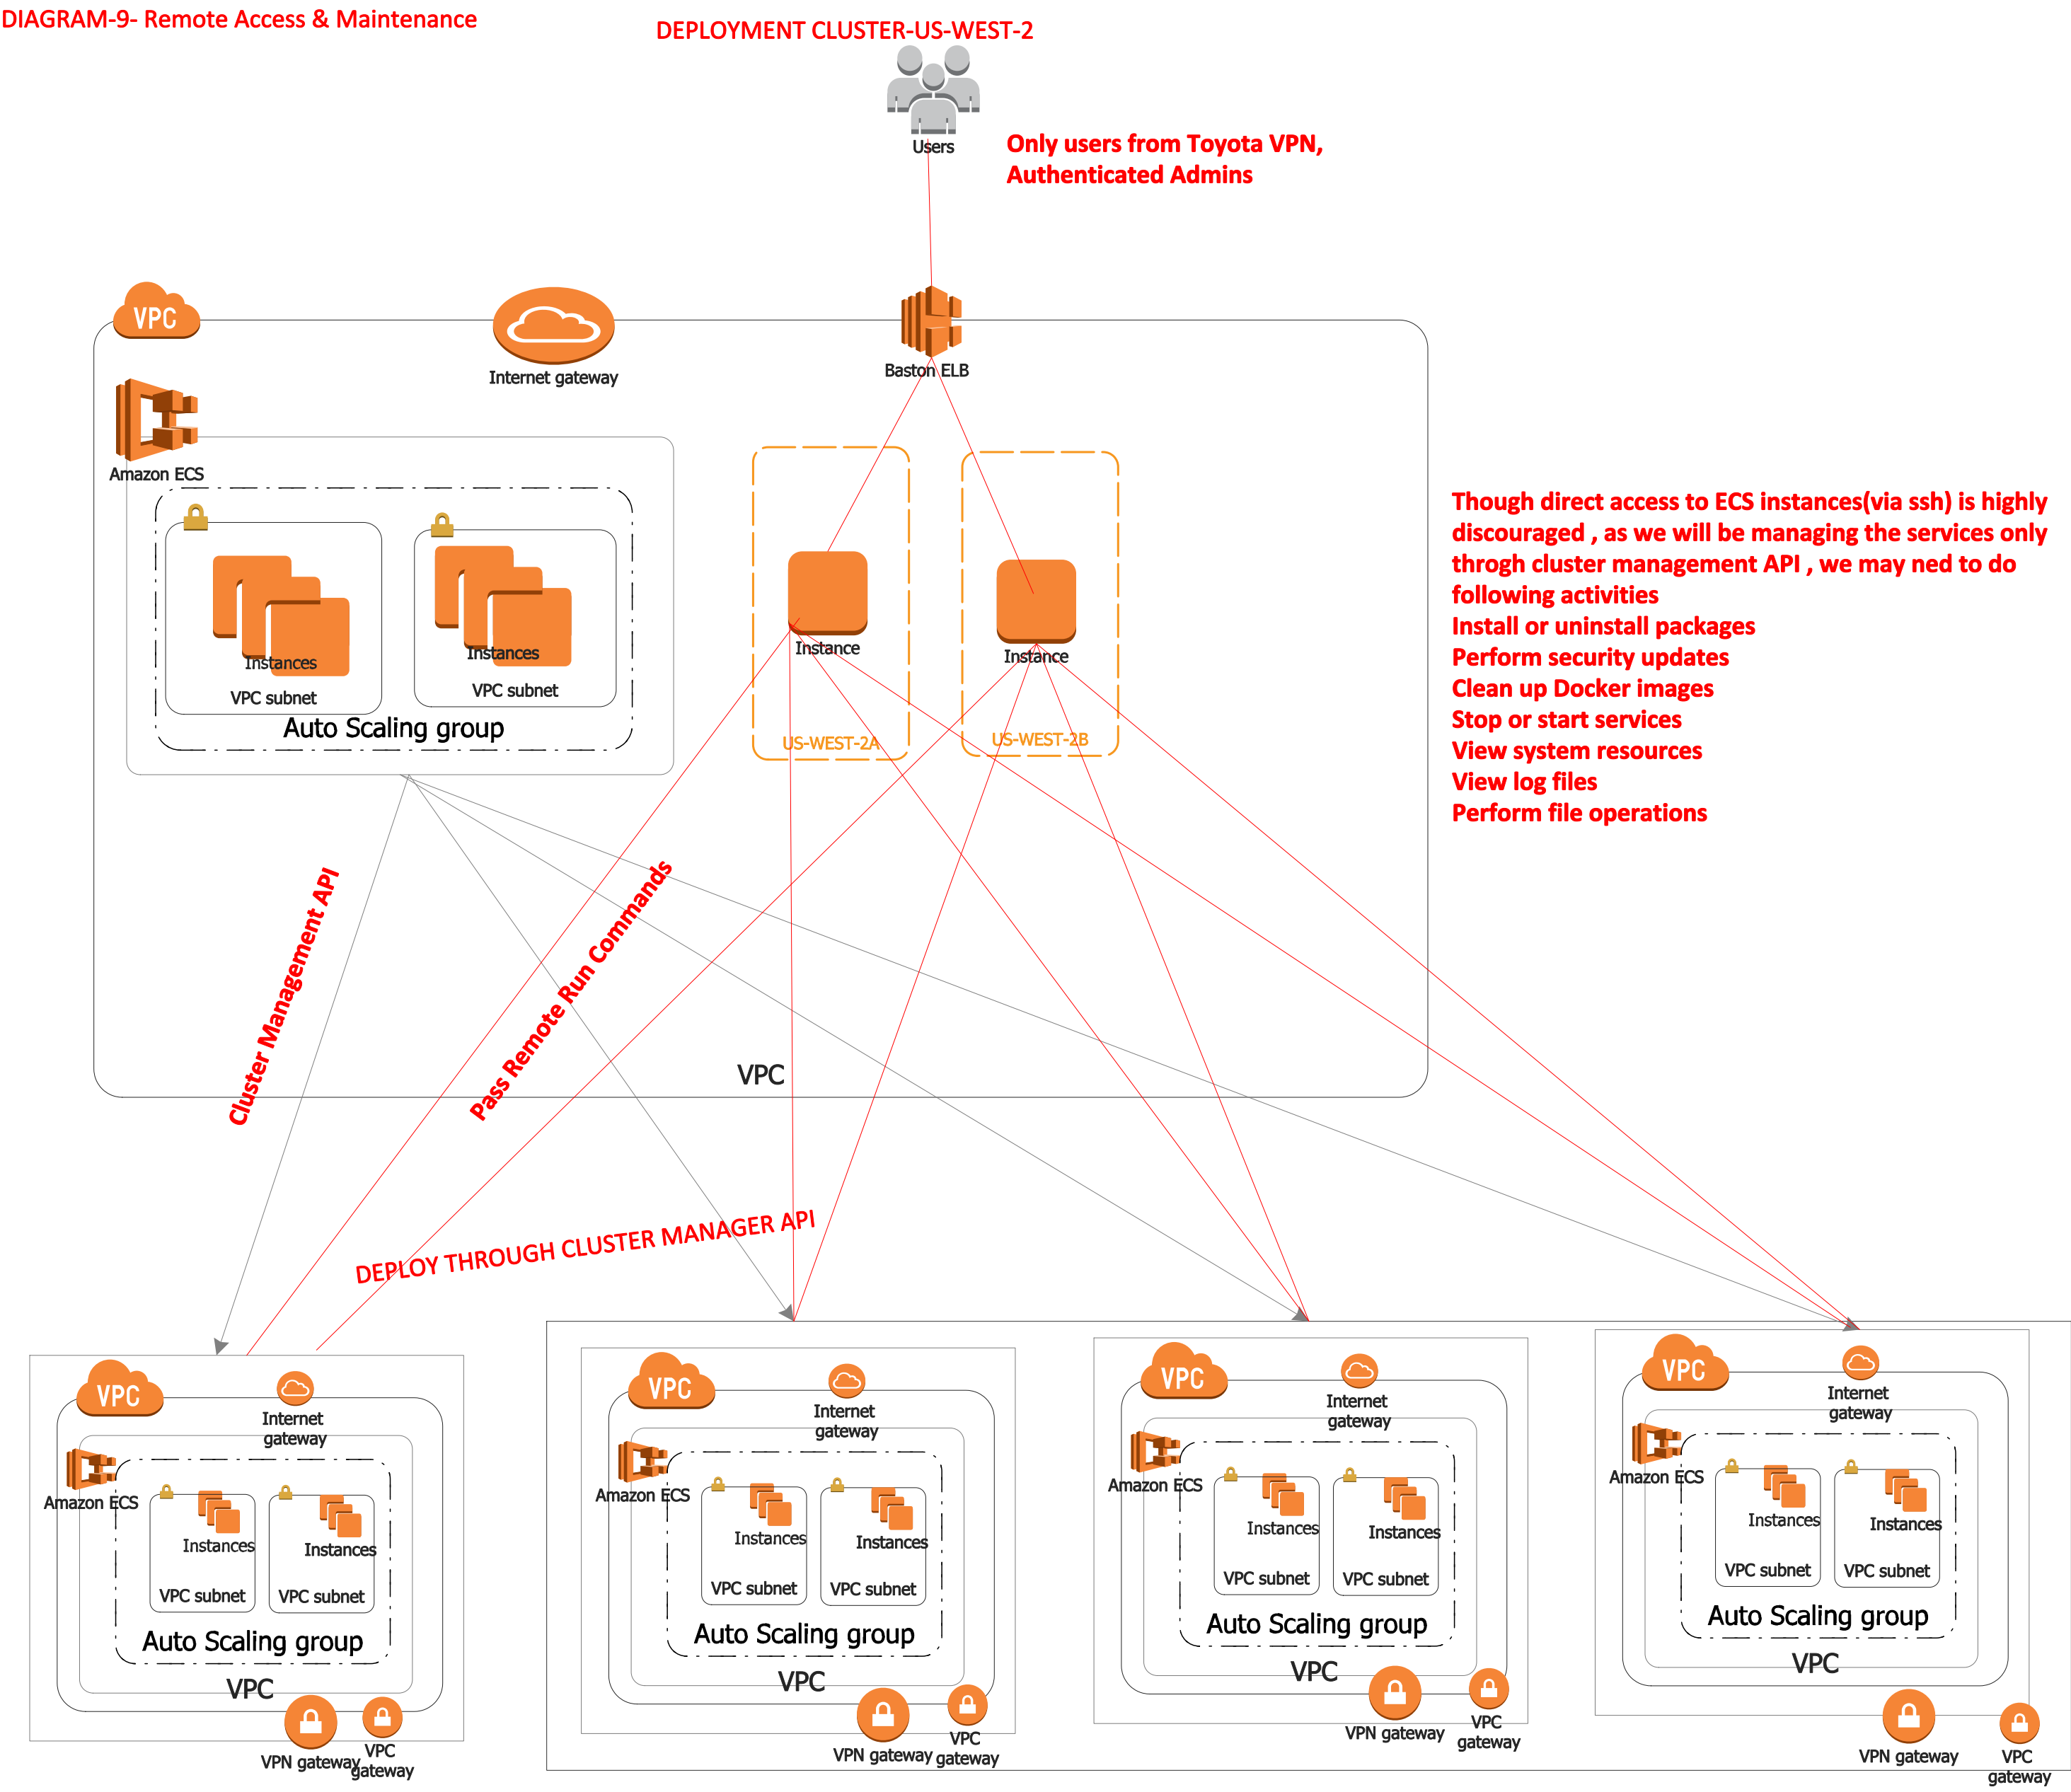 DIAGRAM-9- Remote Access & Maintenance
DEPLOYMENT CLUSTER-US-WEST-2
Users
Only users from Toyota VPN,
Authenticated Admins
VPC
Internet gateway
Baston ELB
Amazon ECS
Instances
VPC subnet
Instances
VPC subnet
Auto Scaling group
Instance
US-WEST-2A
Instance
US-WEST-2B
Though direct access to ECS instances(via ssh) is highly
discouraged , as we will be managing the services only
throgh cluster management API , we may ned to do
following activities
Install or uninstall packages
Perform security updates
Clean up Docker images
Stop or start services
View system resources
View log files
Perform file operations
Cluster Management API
Pass Remote Run Commands
VPC
DEPLOY THROUGH CLUSTER MANAGER API
VPC
Internet
gateway
Amazon ECS
Instances
VPC subnet
Instances
VPC subnet
Auto Scaling group
VPC
VPN gateway
VPC
gateway
VPC
Internet
gateway
Amazon ECS
Instances
VPC subnet
Instances
VPC subnet
Auto Scaling group
VPC
VPN gateway
VPC
gateway
VPC
Internet
gateway
Amazon ECS
Instances
VPC subnet
Instances
VPC subnet
Auto Scaling group
VPC
VPN gateway
VPC
gateway
VPC
Internet
gateway
Amazon ECS
Instances
VPC subnet
Instances
VPC subnet
Auto Scaling group
VPC
VPN gateway
VPC
gateway